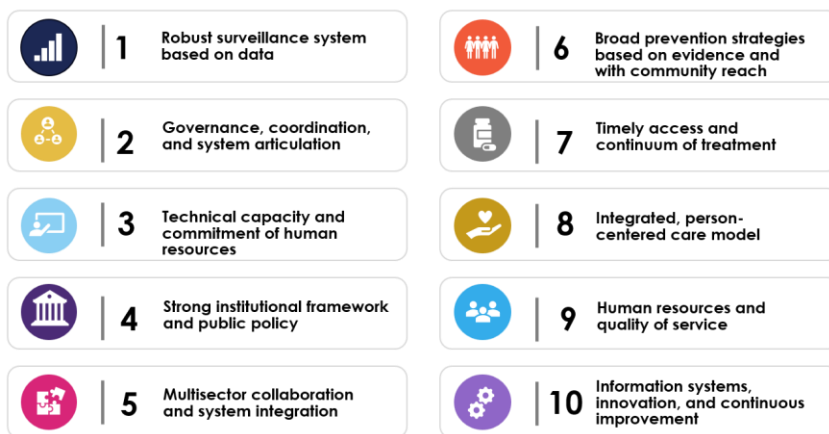 1
Robust surveillance system
based on data
2
Governance, coordination,
and system articulation
3
Technical capacity and
commitment of human
resources
4
Strong institutional framework
and public policy
5
Multisector collaboration
and system integration
6
Broad prevention strategies
based on evidence and
with community reach
7
Timely access and
continuum of treatment
8
Integrated, person-
centered care model
9
Human resources and
quality of service
10
Information systems,
innovation, and continuous
improvement